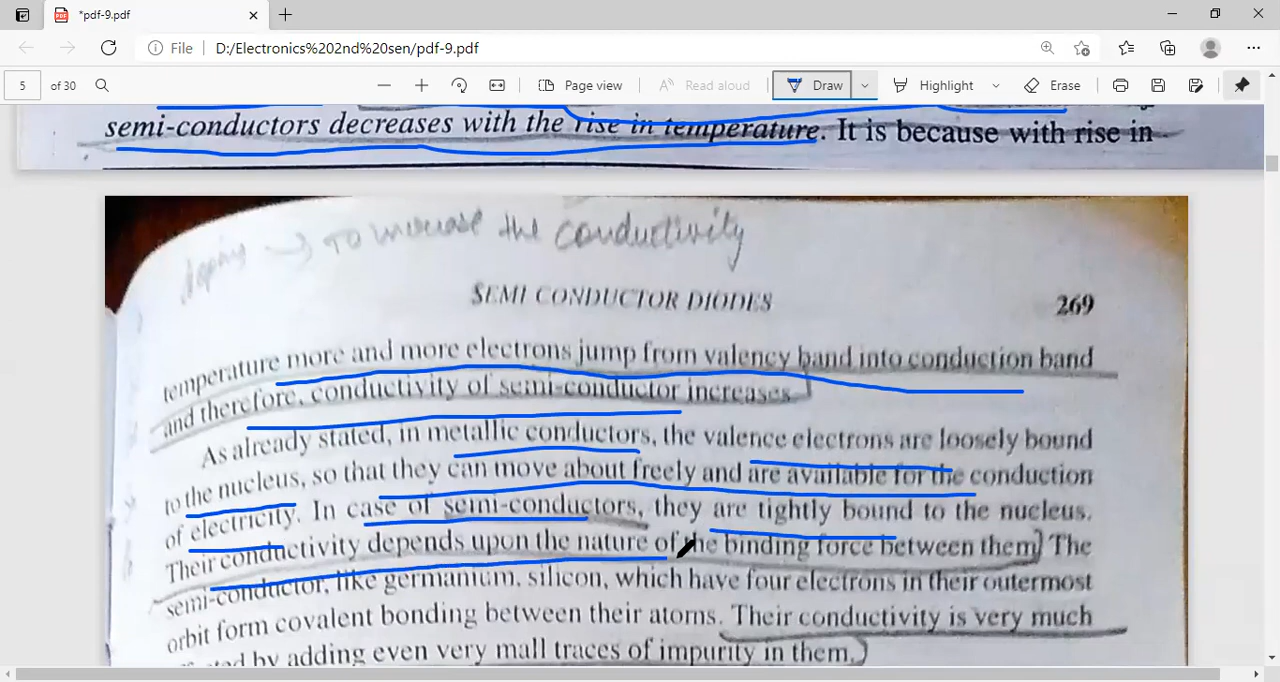 *pdf-9.pdf
File | D:/Electronics%202nd%20sen/pdf-9.pdf
5 of 30 Page view Read aloud Draw Highlight Erase
semi-conductors decreases with the rise in temperature. It is because with rise in
→ To increase the conductivity
SEMI CONDUCTOR DIODES 269
temperature more and more electrons jump from valency band into conduction band
and therefore, conductivity of semi-conductor increases.
As already stated, in metallic conductors, the valence electrons are loosely bound
to the nucleus, so that they can move about freely and are available for the conduction
of electricity. In case of semi-conductors, they are tightly bound to the nucleus.
Their conductivity depends upon the nature of the binding force between them. The
semi-conductor, like germanium, silicon, which have four electrons in their outermost
orbit form covalent bonding between their atoms. Their conductivity is very much
by adding even very mall traces of impurity in them.